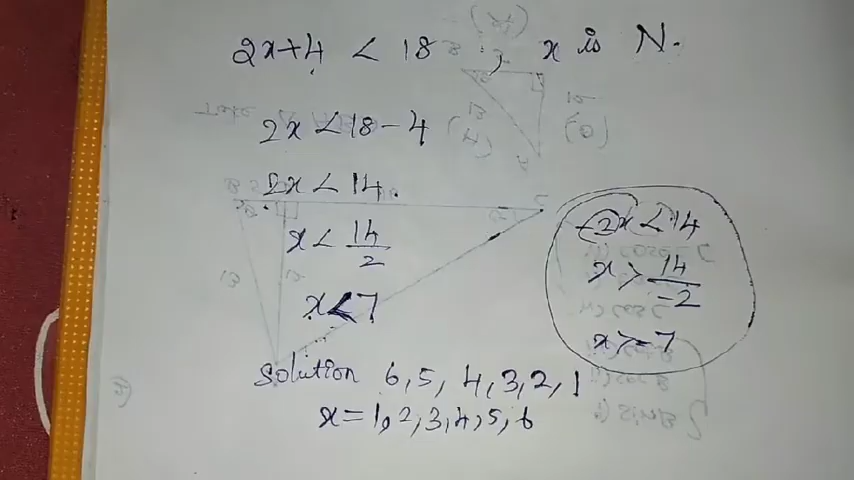 2x+4 < 18 ; x is N.
2x < 18 - 4
2x < 14.
x < 14/2
x < 7
-2x < 14
x > 14/-2
x > -7
Solution 6, 5, 4, 3, 2, 1
x = 1, 2, 3, 4, 5, 6